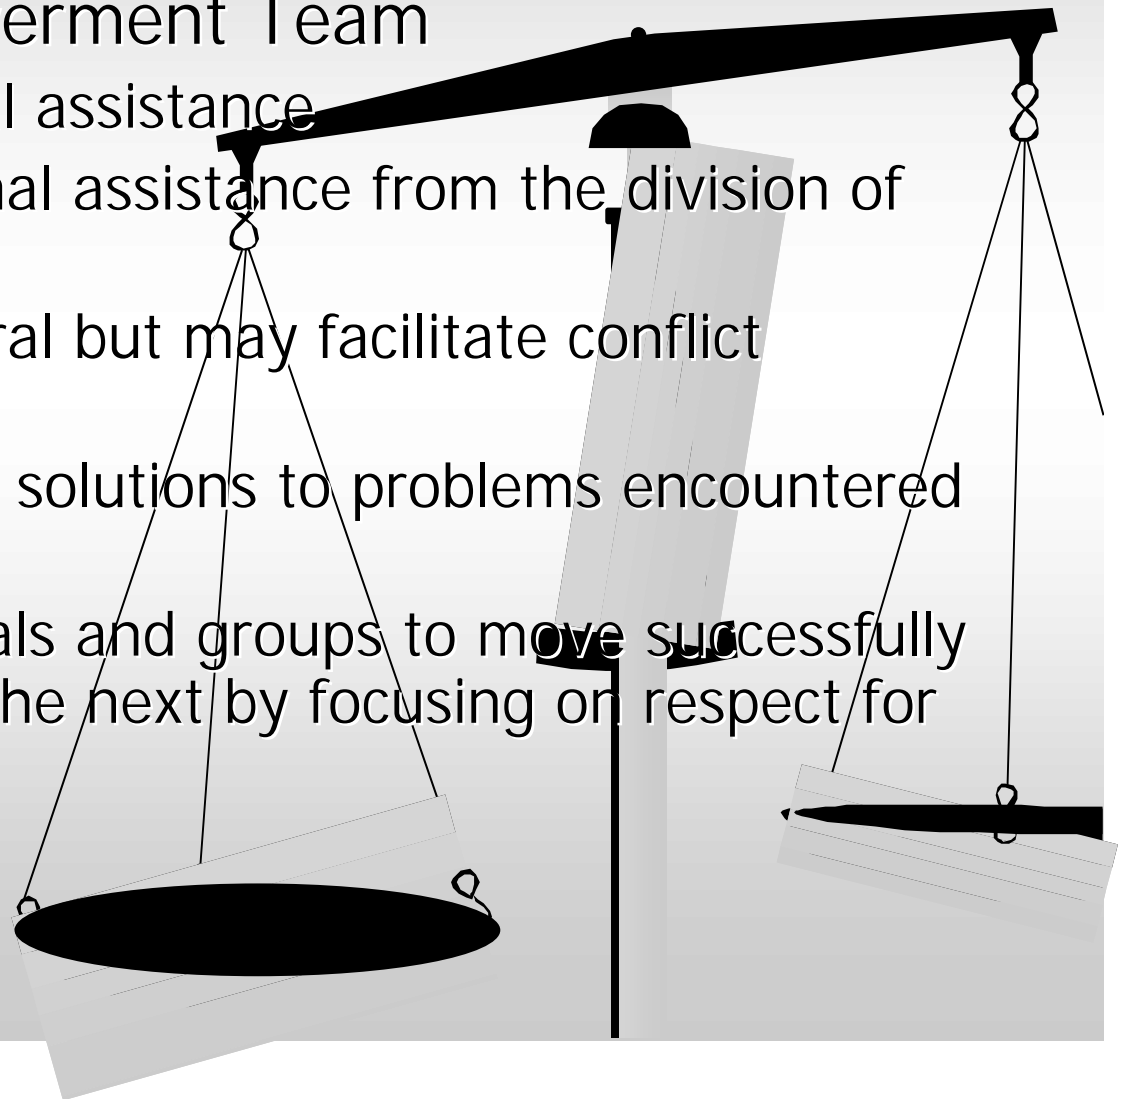 erment Team
l assistance
nal assistance from the division of
ral but may facilitate conflict
solutions to problems encountered
als and groups to move successfully
he next by focusing on respect for